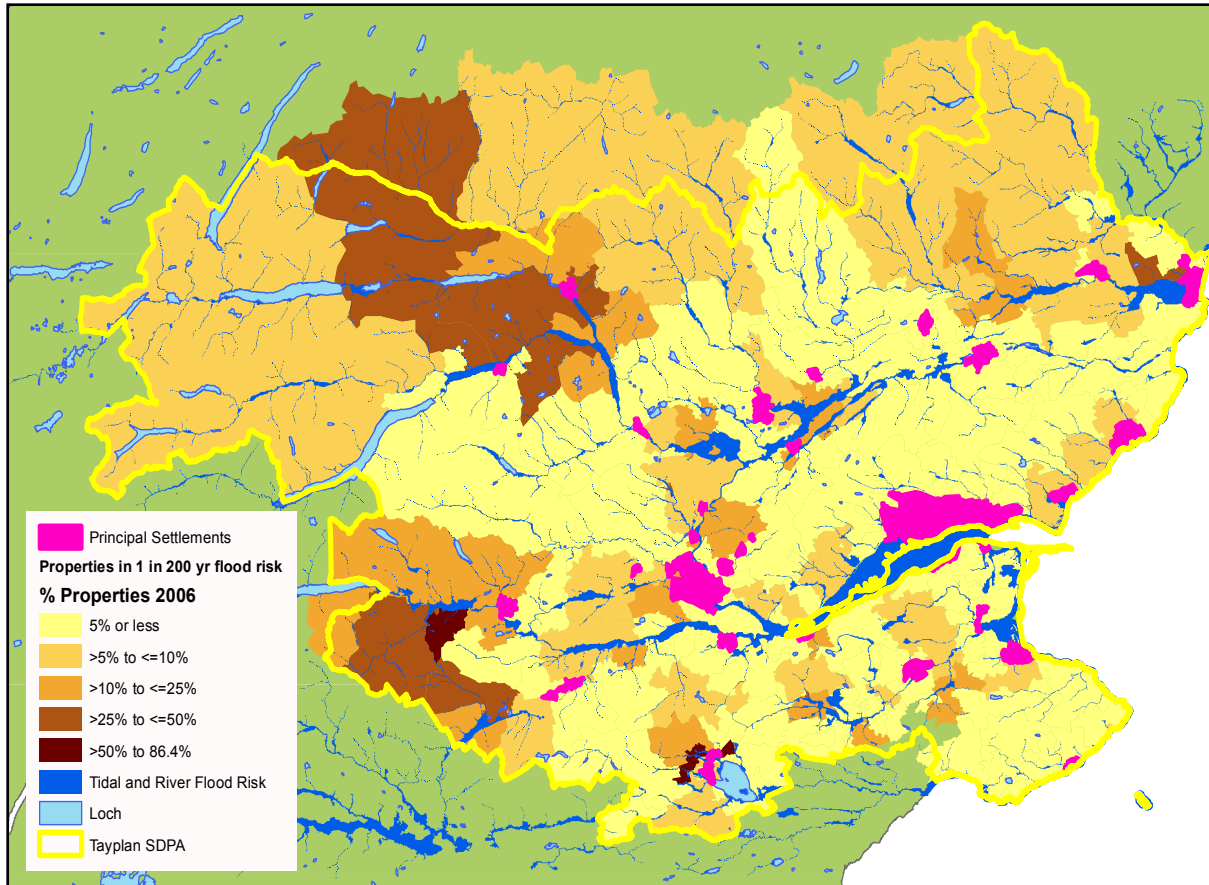 Principal Settlements
Properties in 1 in 200 yr flood risk
% Properties 2006
5% or less
>5% to <=10%
>10% to <=25%
>25% to <=50%
>50% to 86.4%
Tidal and River Flood Risk
Loch
Tayplan SDPA